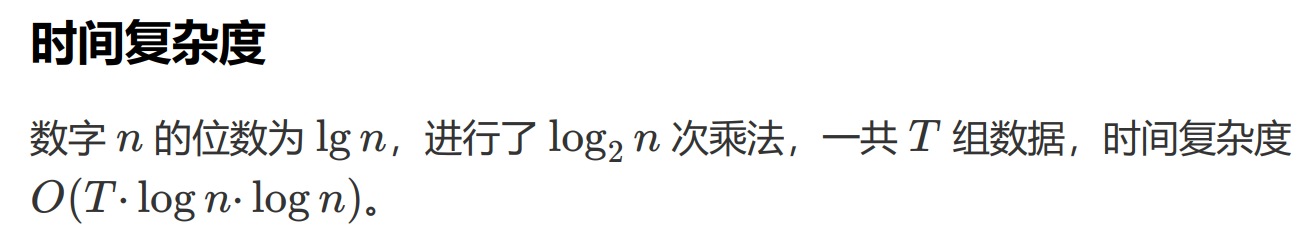 时间复杂度
数字 n 的位数为 lg n，进行了 log₂ n 次乘法，一共 T 组数据，时间复杂度
O(T· log n· log n)。